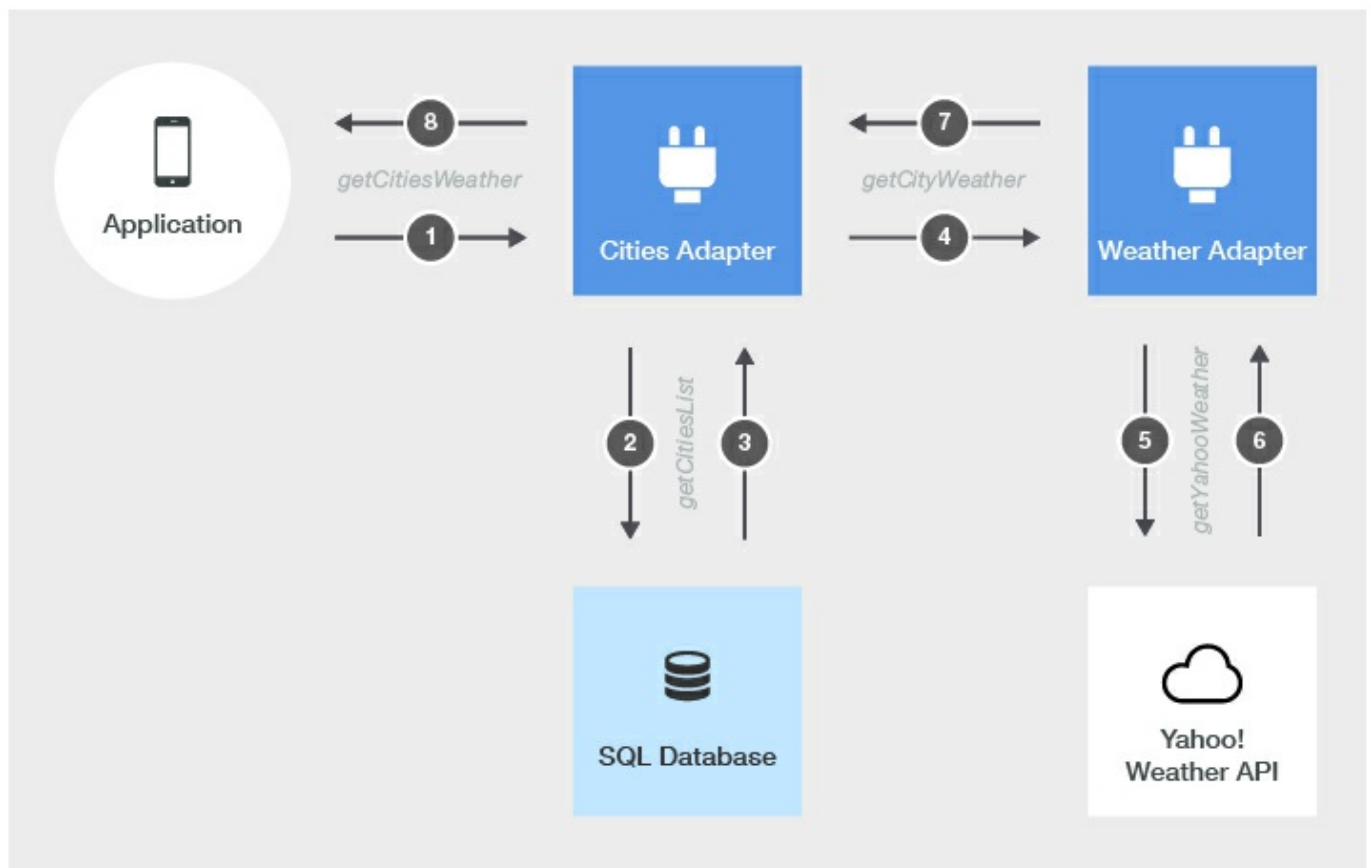 8
7
getCitiesWeather
getCityWeather
Application
1
4
Cities Adapter
Weather Adapter
2
getCitiesList
3
5
getYahooWeather
6
SQL Database
Yahoo!
Weather API